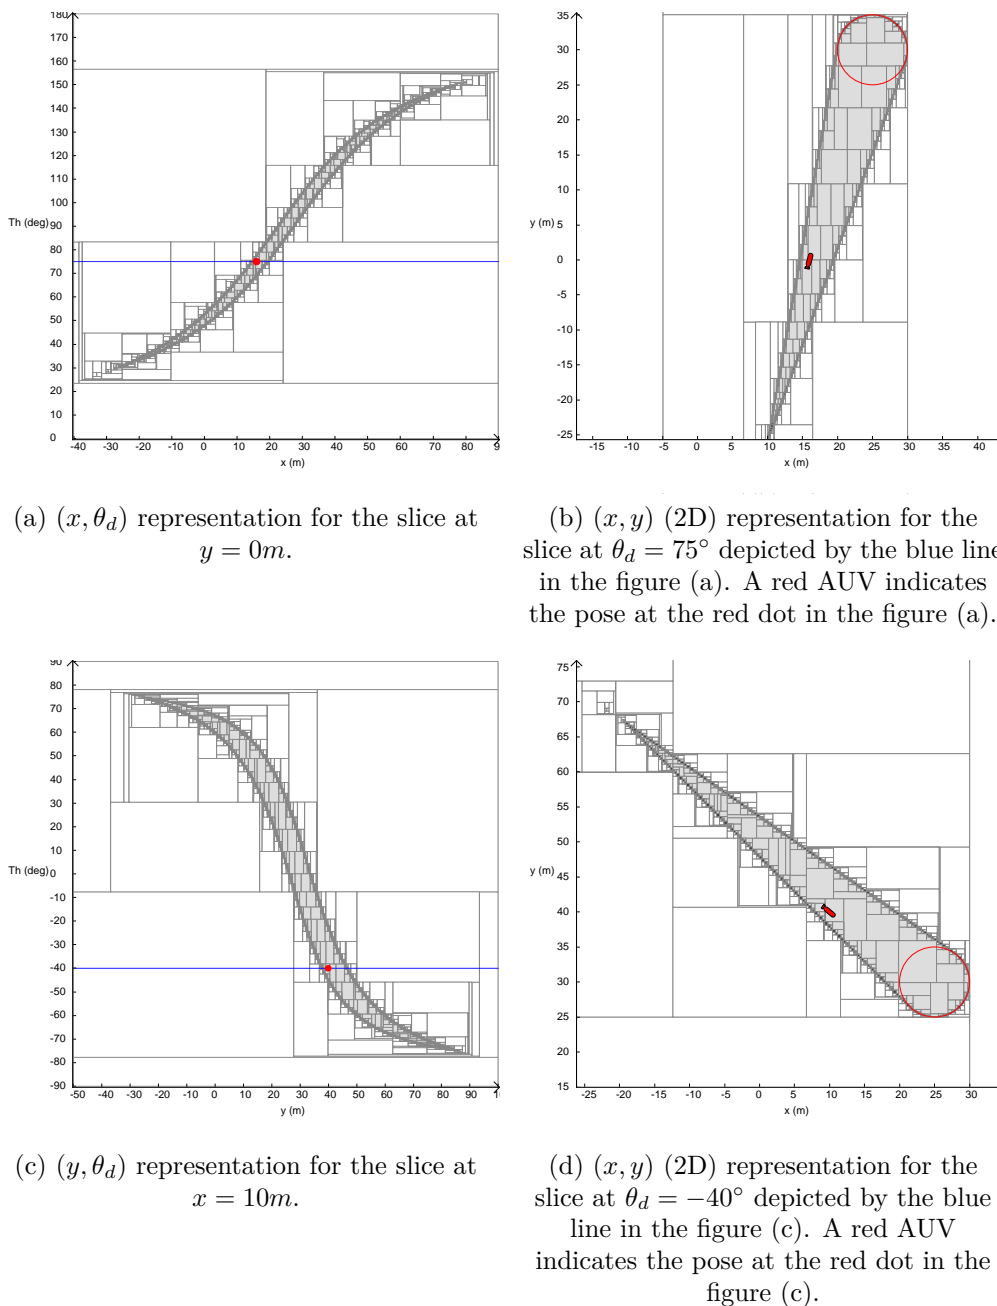 180
170
160
150
140
130
120
110
100
Th (deg)90
80
70
60
50
40
30
20
10
0
-40 -30 -20 -10 0 10 20 30 40 50 60 70 80
x (m)
35
30
25
20
15
10
5
y (m) 0
-5
-10
-15
-20
-25
-15 -10 -5 0 5 10 15 20 25 30 35 40
x (m)
(a) (x, θd) representation for the slice at
y = 0m.
(b) (x, y) (2D) representation for the
slice at θd = 75° depicted by the blue line
in the figure (a). A red AUV indicates
the pose at the red dot in the figure (a).
90
80
70
60
50
40
30
20
10
Th (deg)0
-10
-20
-30
-40
-50
-60
-70
-80
-90
-50 -40 -30 -20 -10 0 10 20 30 40 50 60 70 80 90
y (m)
75
70
65
60
55
50
y (m)
45
40
35
30
25
20
15
-25 -20 -15 -10 -5 0 5 10 15 20 25 30
x (m)
(c) (y, θd) representation for the slice at
x = 10m.
(d) (x, y) (2D) representation for the
slice at θd = −40° depicted by the blue
line in the figure (c). A red AUV
indicates the pose at the red dot in the
figure (c).